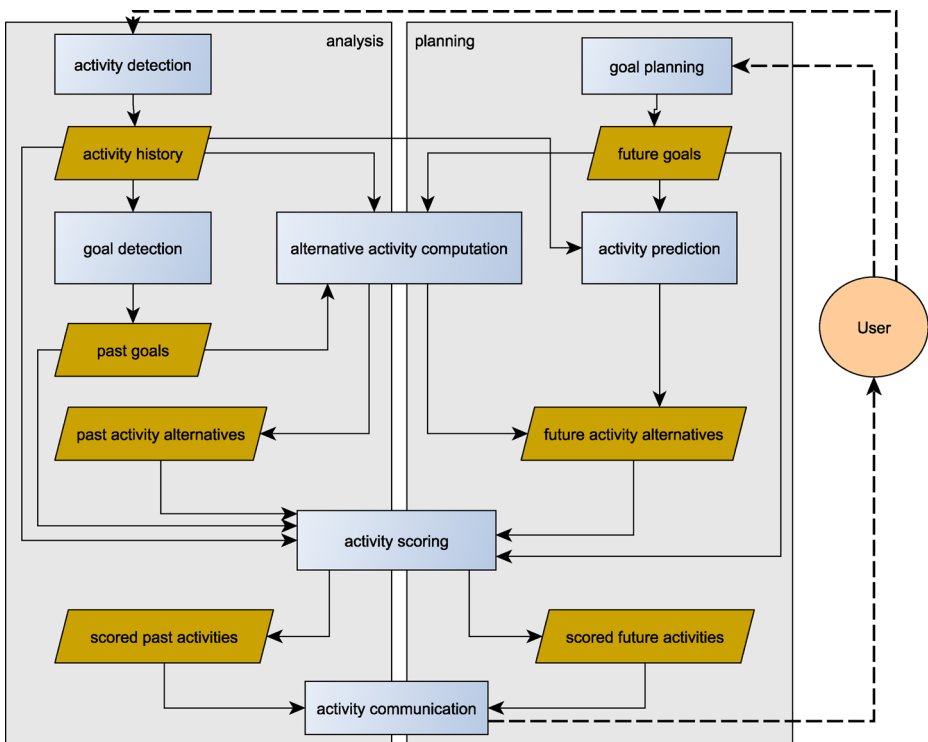 analysis
planning
activity detection
goal planning
activity history
future goals
goal detection
alternative activity computation
activity prediction
User
past goals
past activity alternatives
future activity alternatives
activity scoring
scored past activities
scored future activities
activity communication